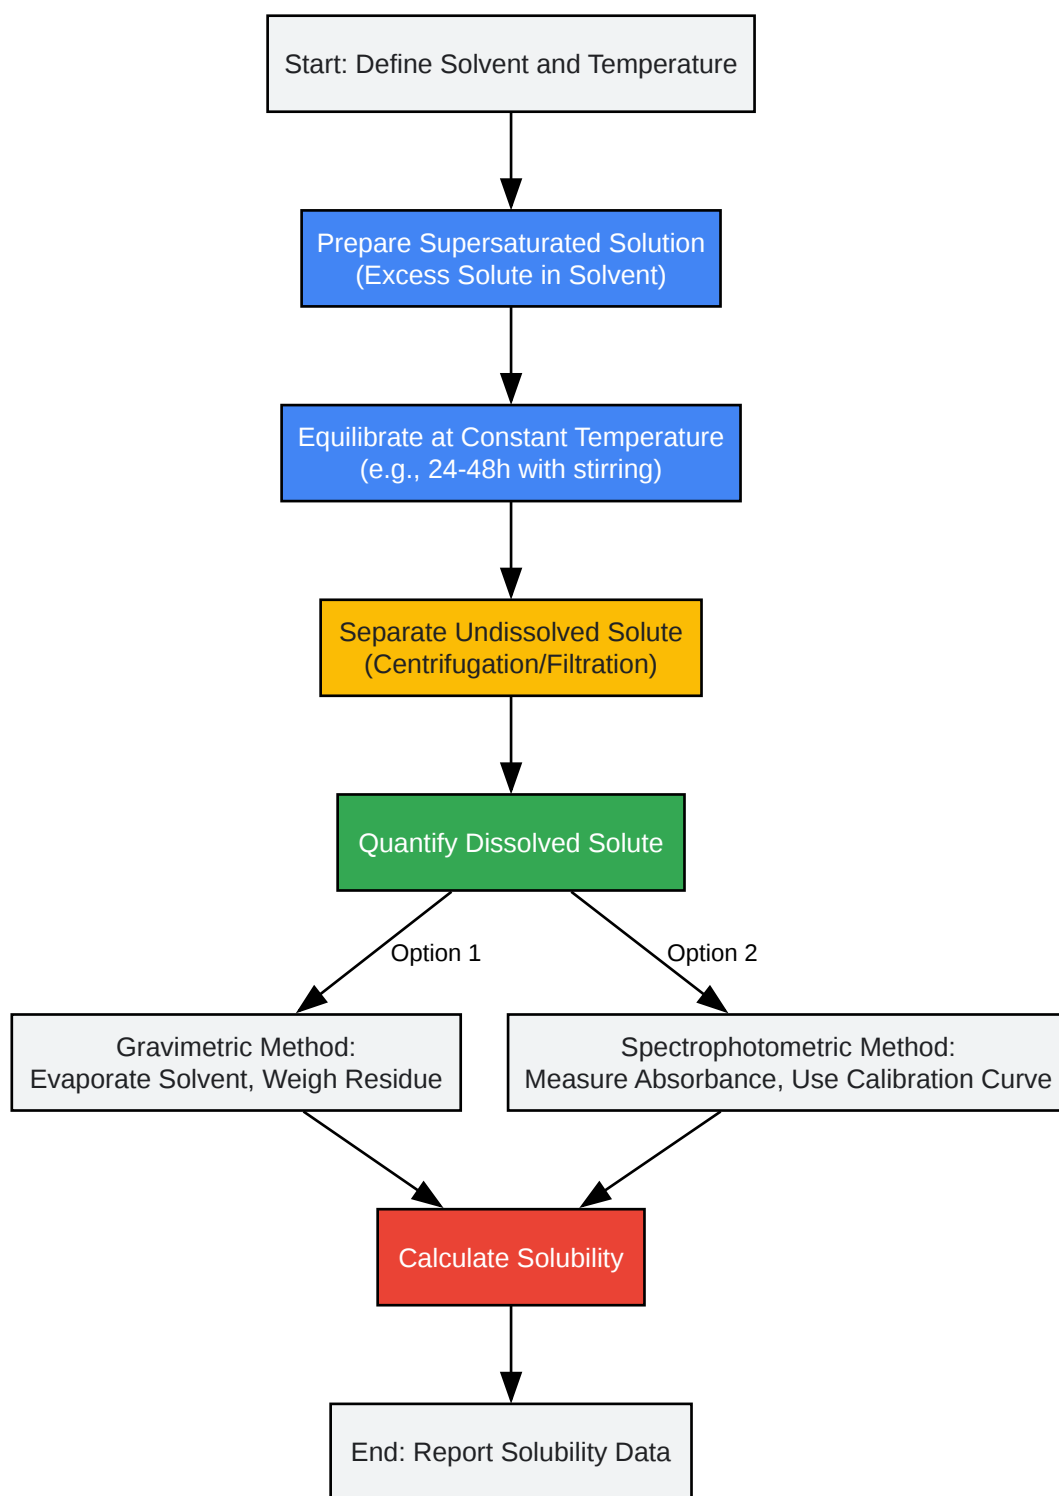 Start: Define Solvent and Temperature
Prepare Supersaturated Solution
(Excess Solute in Solvent)
Equilibrate at Constant Temperature
(e.g., 24-48h with stirring)
Separate Undissolved Solute
(Centrifugation/Filtration)
Quantify Dissolved Solute
Option 1
Option 2
Gravimetric Method:
Evaporate Solvent, Weigh Residue
Spectrophotometric Method:
Measure Absorbance, Use Calibration Curve
Calculate Solubility
End: Report Solubility Data